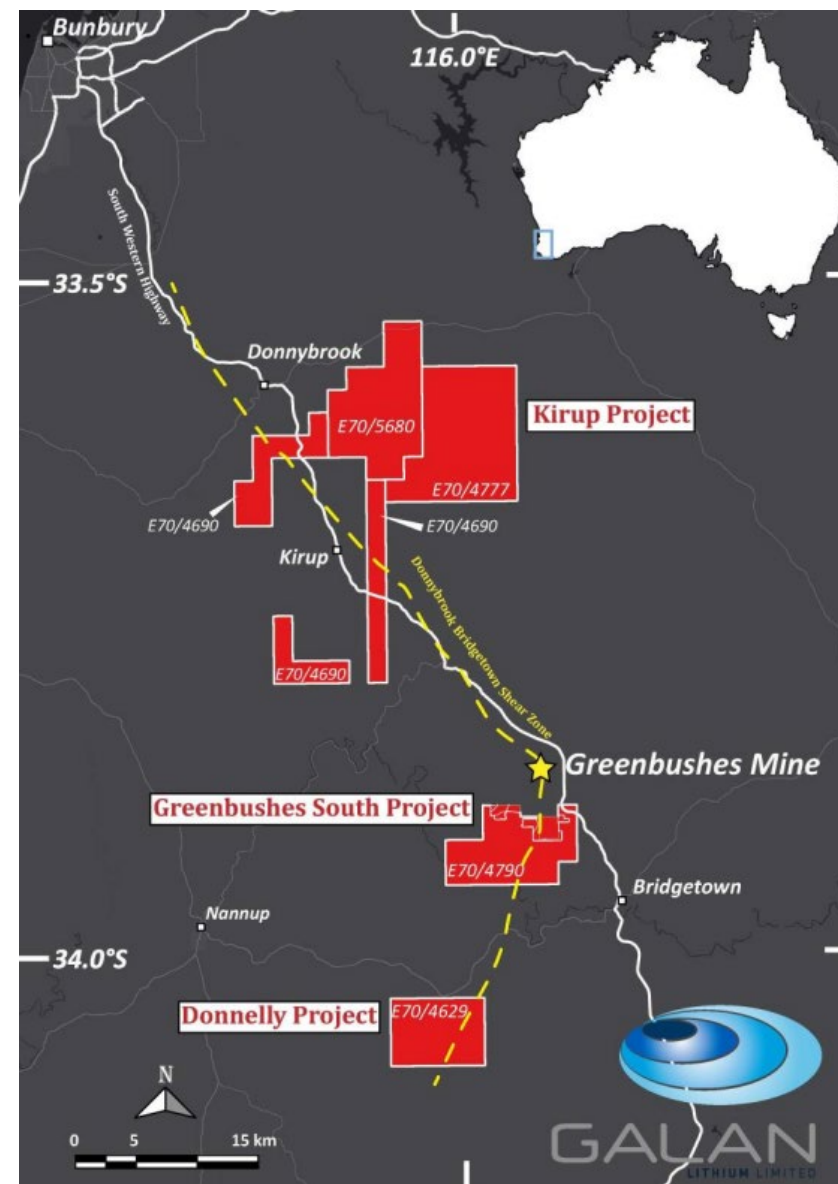 Bunbury
116.0°E
South Western Highway
33.5°S
Donnybrook
E70/5680
Kirup Project
E70/4777
E70/4690
E70/4690
Kirup
Donnybrook Bridgetown Shear Zone
E70/4690
Greenbushes Mine
Greenbushes South Project
E70/4790
Bridgetown
Nannup
34.0°S
E70/4629
Donnelly Project
N
0 5 15 km
GALAN
LITHIUM LIMITED